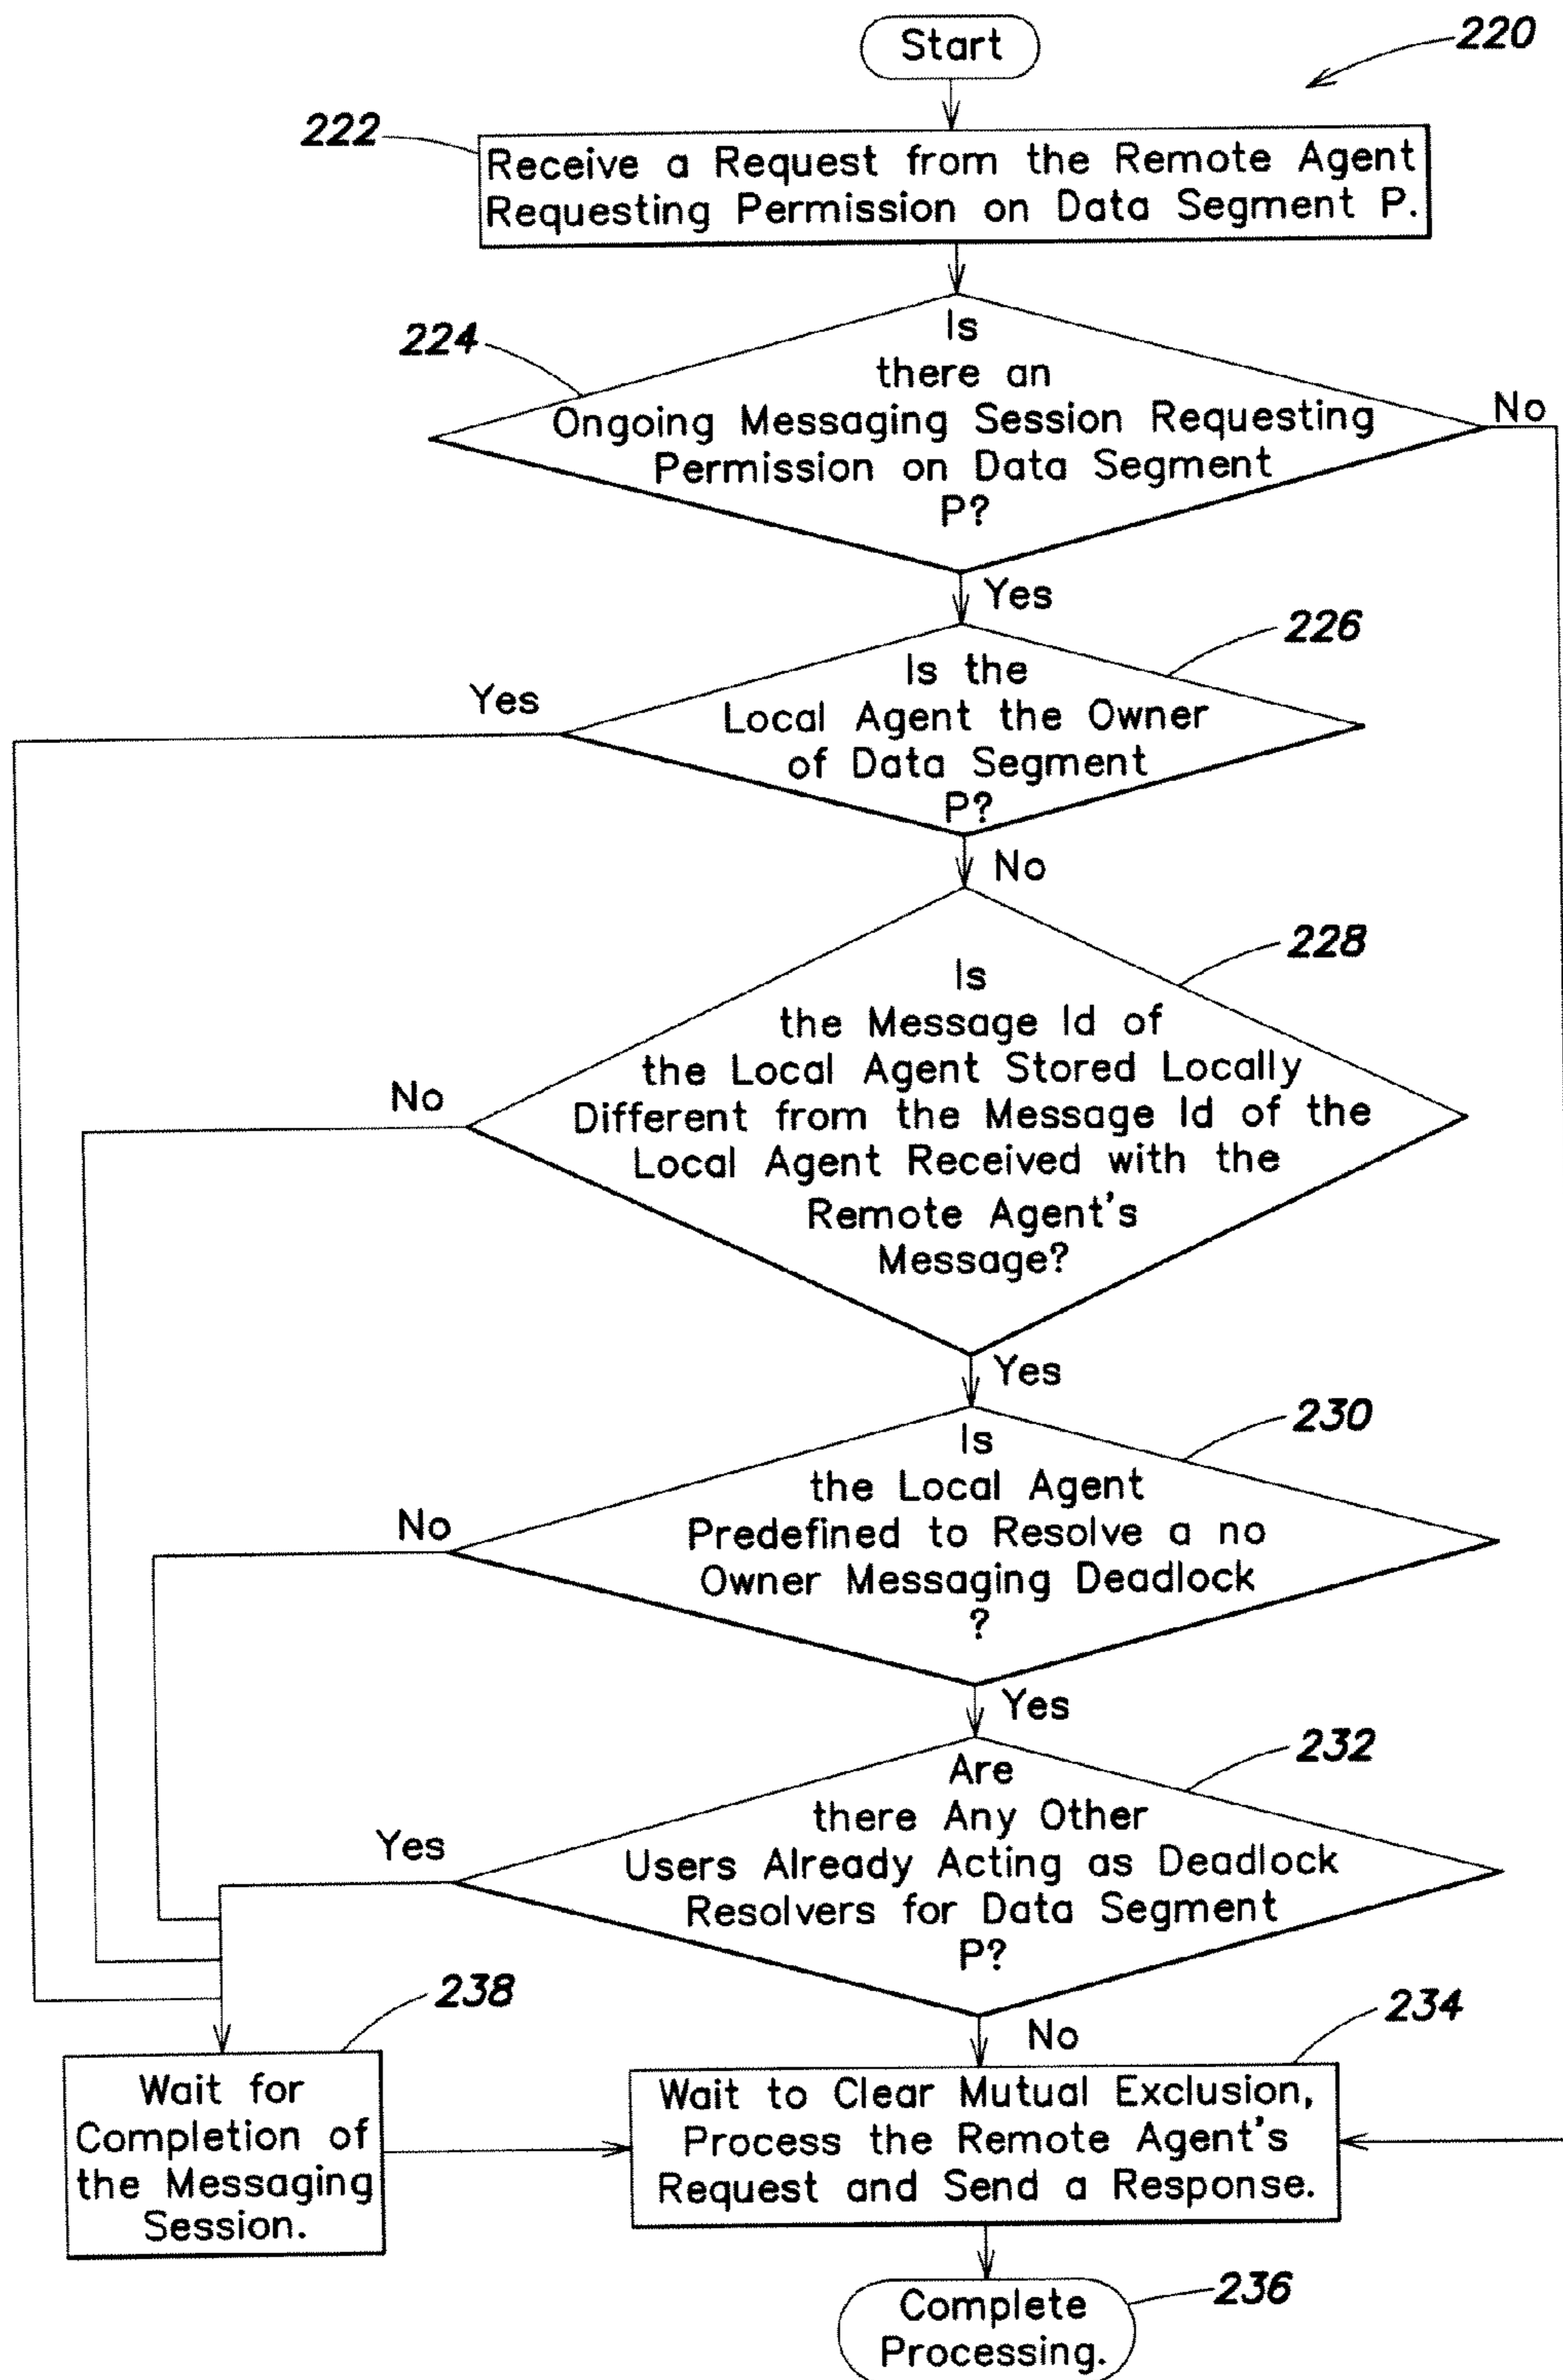 Start
220
222
Receive a Request from the Remote Agent
Requesting Permission on Data Segment P.
224
Is
there an
Ongoing Messaging Session Requesting
Permission on Data Segment
P?
No
Yes
226
Is the
Local Agent the Owner
of Data Segment
P?
Yes
No
228
Is
the Message Id of
the Local Agent Stored Locally
Different from the Message Id of the
Local Agent Received with the
Remote Agent's
Message?
No
Yes
230
Is
the Local Agent
Predefined to Resolve a no
Owner Messaging Deadlock
?
No
Yes
232
Are
there Any Other
Users Already Acting as Deadlock
Resolvers for Data Segment
P?
Yes
No
238
Wait for
Completion of
the Messaging
Session.
234
Wait to Clear Mutual Exclusion,
Process the Remote Agent's
Request and Send a Response.
236
Complete
Processing.